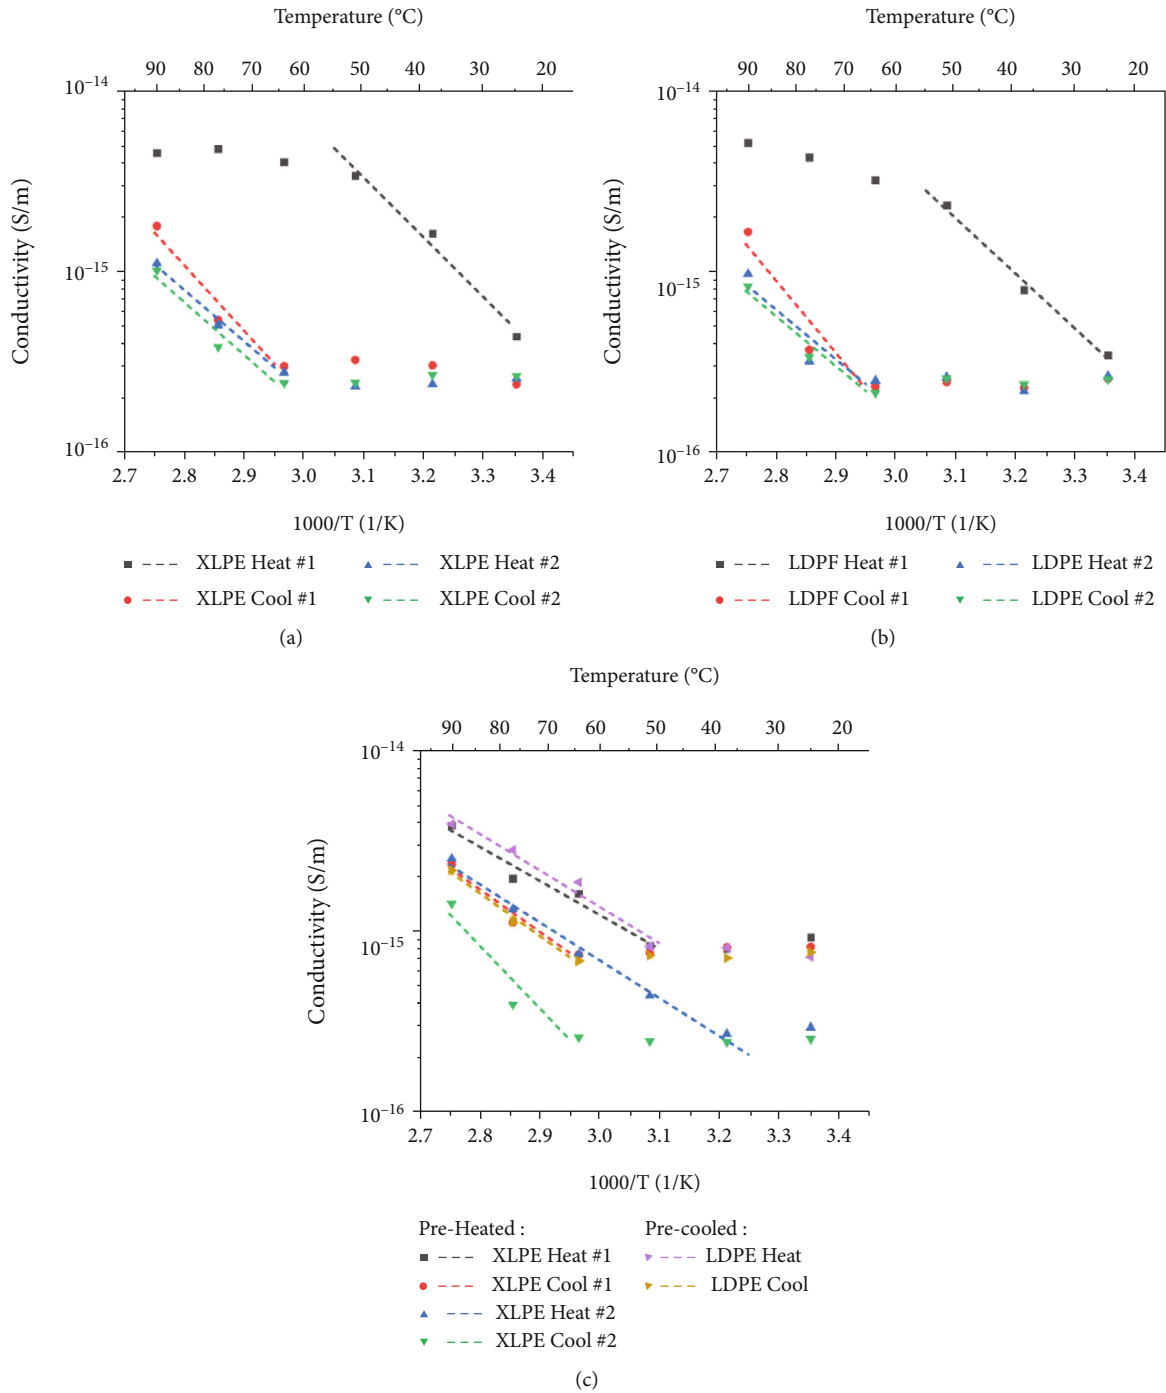 Temperature (°C)
90 80 70 60 50 40 30 20
10⁻¹⁴
10⁻¹⁵
10⁻¹⁶
Conductivity (S/m)
2.7 2.8 2.9 3.0 3.1 3.2 3.3 3.4
1000/T (1/K)
XLPE Heat #1 XLPE Heat #2
XLPE Cool #1 XLPE Cool #2
(a)
Temperature (°C)
90 80 70 60 50 40 30 20
10⁻¹⁴
10⁻¹⁵
10⁻¹⁶
Conductivity (S/m)
2.7 2.8 2.9 3.0 3.1 3.2 3.3 3.4
1000/T (1/K)
LDPF Heat #1 LDPE Heat #2
LDPF Cool #1 LDPE Cool #2
(b)
Temperature (°C)
90 80 70 60 50 40 30 20
10⁻¹⁴
10⁻¹⁵
10⁻¹⁶
Conductivity (S/m)
2.7 2.8 2.9 3.0 3.1 3.2 3.3 3.4
1000/T (1/K)
Pre-Heated : Pre-cooled :
XLPE Heat #1 LDPE Heat
XLPE Cool #1 LDPE Cool
XLPE Heat #2
XLPE Cool #2
(c)